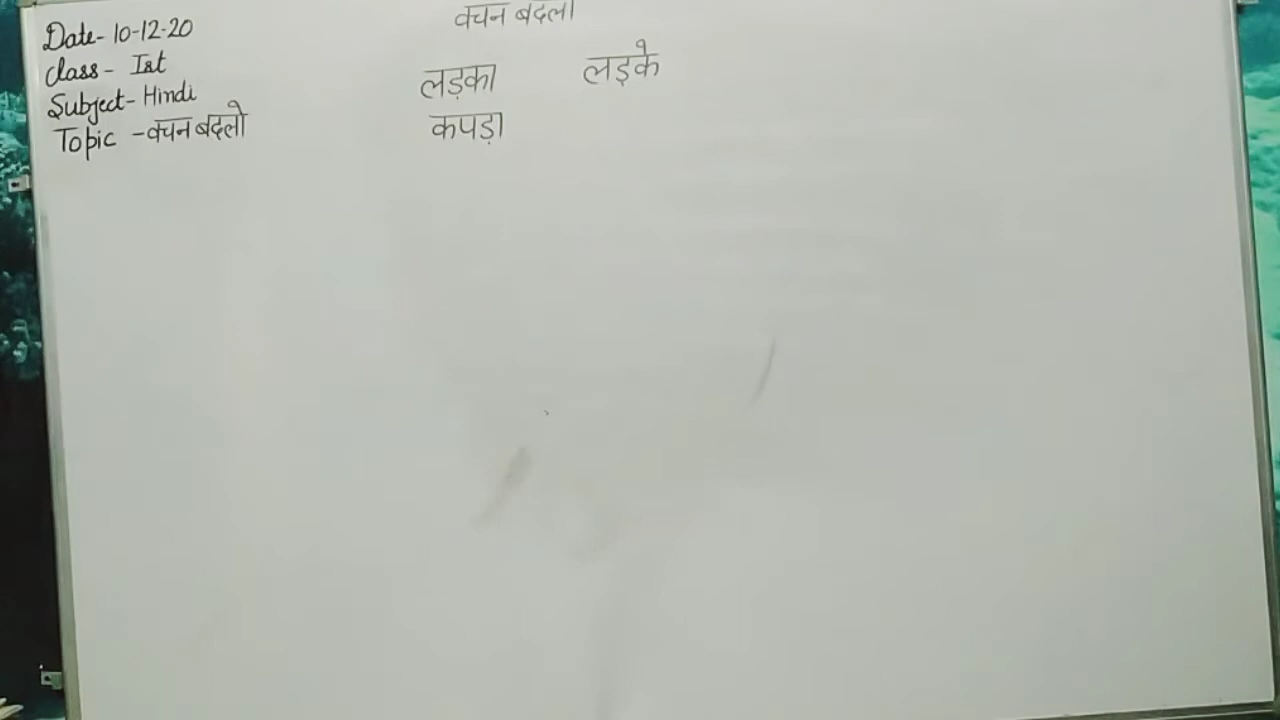 Date- 10-12-20
Class- Ist
Subject- Hindi
Topic -वचन बदलो
वचन बदलो
लड़का लड़के
कपड़ा